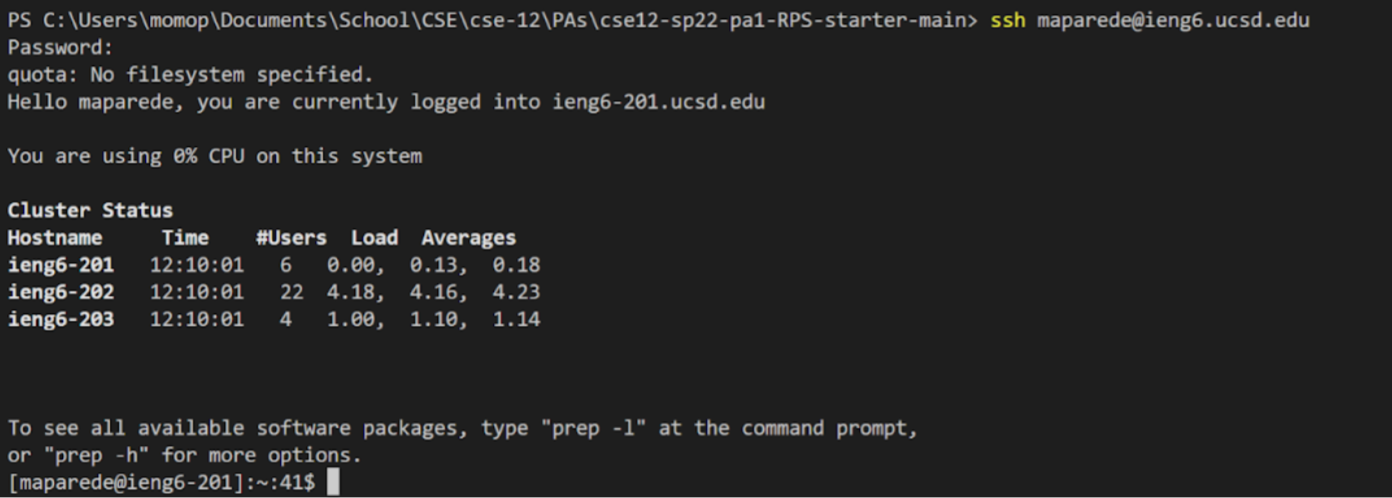 PS C:\Users\momop\Documents\School\CSE\cse-12\PAs\cse12-sp22-pa1-RPS-starter-main> ssh maparede@ieng6.ucsd.edu
Password:
quota: No filesystem specified.
Hello maparede, you are currently logged into ieng6-201.ucsd.edu
You are using 0% CPU on this system
Cluster Status
Hostname Time #Users Load Averages
ieng6-201 12:10:01 6 0.00, 0.13, 0.18
ieng6-202 12:10:01 22 4.18, 4.16, 4.23
ieng6-203 12:10:01 4 1.00, 1.10, 1.14
To see all available software packages, type "prep -l" at the command prompt,
or "prep -h" for more options.
[maparede@ieng6-201]:~:41$